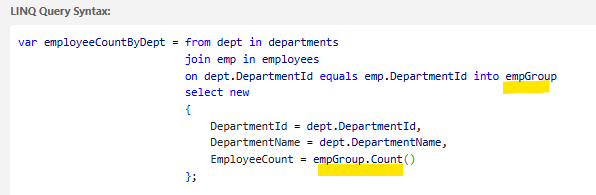 LINQ Query Syntax:
var employeeCountByDept = from dept in departments
join emp in employees
on dept.DepartmentId equals emp.DepartmentId into empGroup
select new
{
DepartmentId = dept.DepartmentId,
DepartmentName = dept.DepartmentName,
EmployeeCount = empGroup.Count()
};